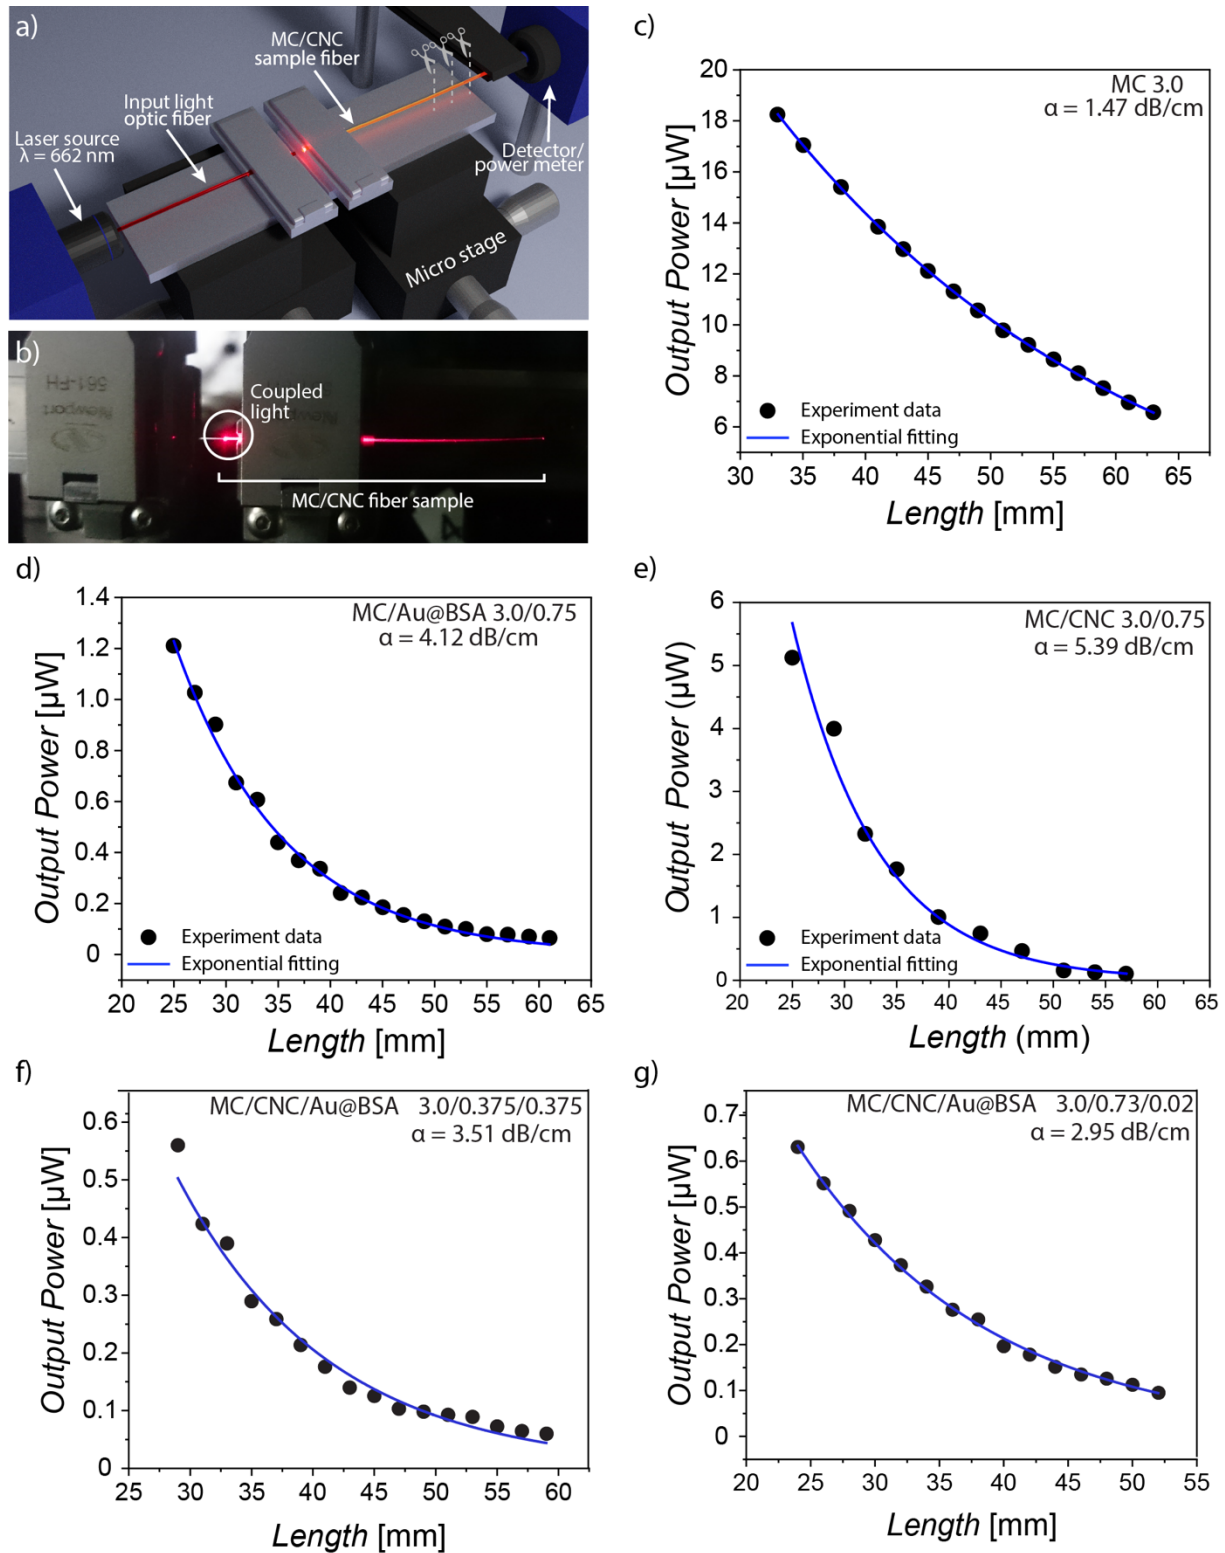 a)
MC/CNC
sample fiber
Input light
optic fiber
Laser source
λ = 662 nm
Detector/
power meter
Micro stage
b)
561-FH
Newport
Newport
Coupled
light
MC/CNC fiber sample
c)
MC 3.0
α = 1.47 dB/cm
Output Power [µW]
20
18
16
14
12
10
8
6
Experiment data
Exponential fitting
30 35 40 45 50 55 60 65
Length [mm]
d)
MC/Au@BSA 3.0/0.75
α = 4.12 dB/cm
Output Power [µW]
1.4
1.2
1.0
0.8
0.6
0.4
0.2
0
Experiment data
Exponential fitting
20 25 30 35 40 45 50 55 60 65
Length [mm]
e)
MC/CNC 3.0/0.75
α = 5.39 dB/cm
Output Power (µW)
6
5
4
3
2
1
0
Experiment data
Exponential fitting
20 25 30 35 40 45 50 55 60 65
Length (mm)
f)
MC/CNC/Au@BSA 3.0/0.375/0.375
α = 3.51 dB/cm
Output Power [µW]
0.6
0.5
0.4
0.3
0.2
0.1
0
25 30 35 40 45 50 55 60
Length [mm]
g)
MC/CNC/Au@BSA 3.0/0.73/0.02
α = 2.95 dB/cm
Output Power [µW]
0.7
0.6
0.5
0.4
0.3
0.2
0.1
0
20 25 30 35 40 45 50 55
Length [mm]